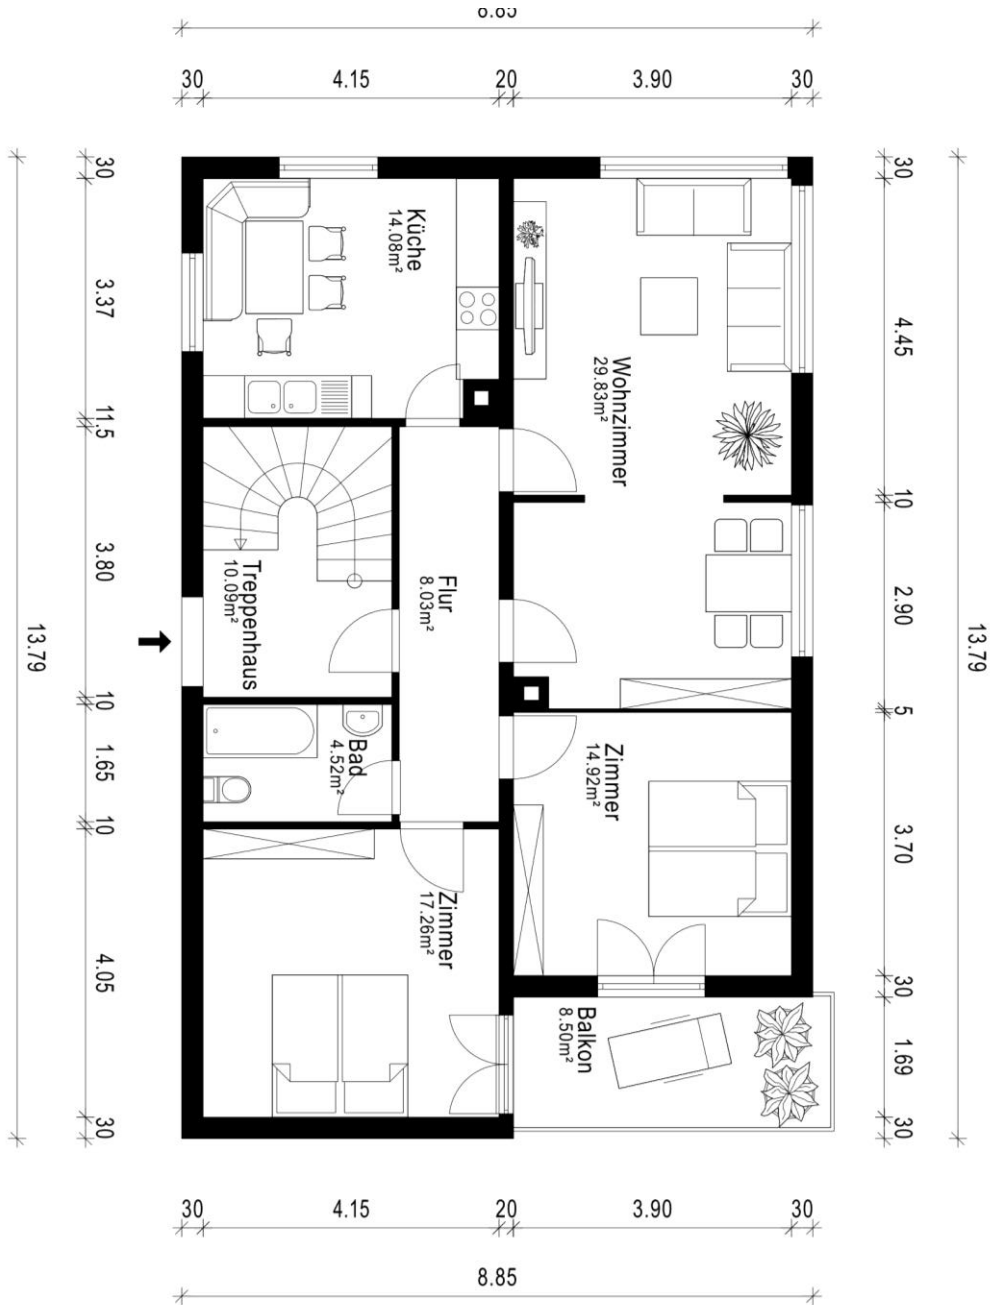 8.85
30 4.15 20 3.90 30
30
3.37
11,5
3.80
10
1.65
10
4.05
30
13.79
Küche
14.08m²
Wohnzimmer
29.83m²
Treppenhaus
10.09m²
Flur
8.03m²
Bad
4.52m²
Zimmer
14.92m²
Zimmer
17.26m²
Balkon
8.50m²
30
4.45
10
2.90
5
3.70
30
1.69
30
13.79
30 4.15 20 3.90 30
8.85